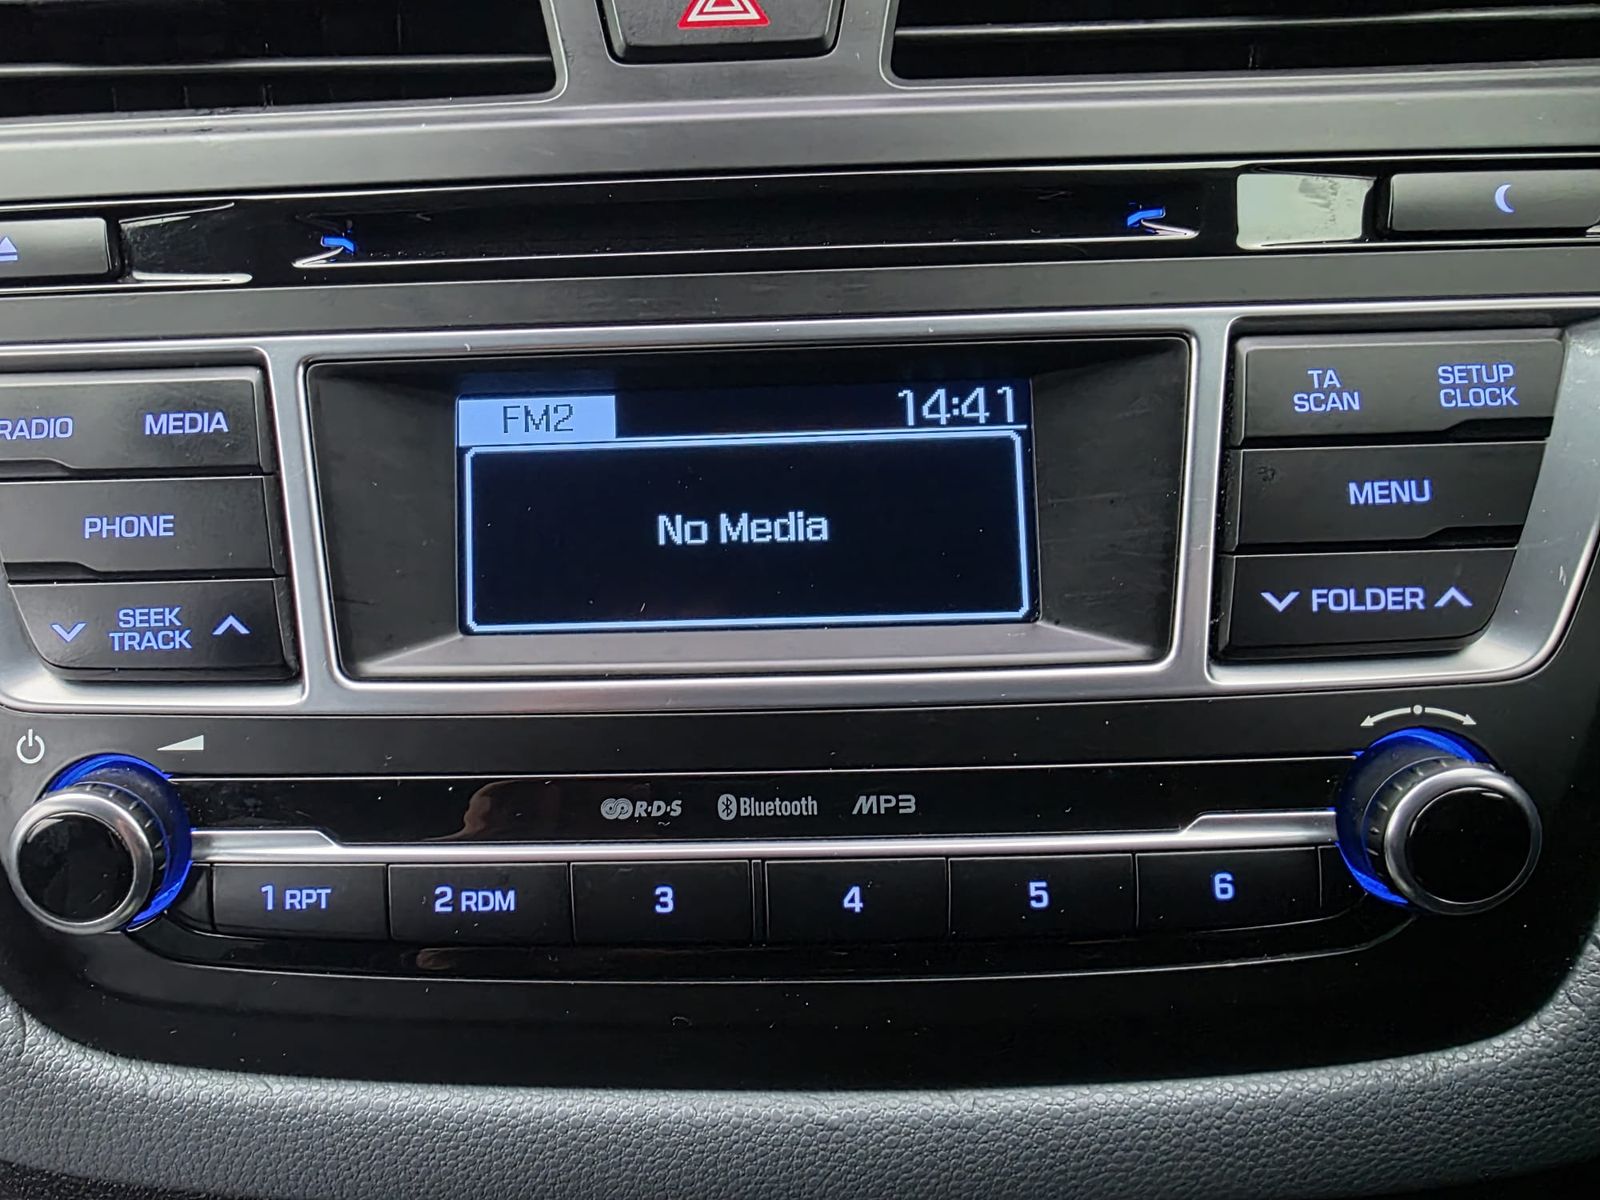 RADIO
MEDIA
PHONE
SEEK
TRACK
FM2
14:41
No Media
TA
SCAN
SETUP
CLOCK
MENU
FOLDER
R·D·S
Bluetooth
MP3
1 RPT
2 RDM
3
4
5
6